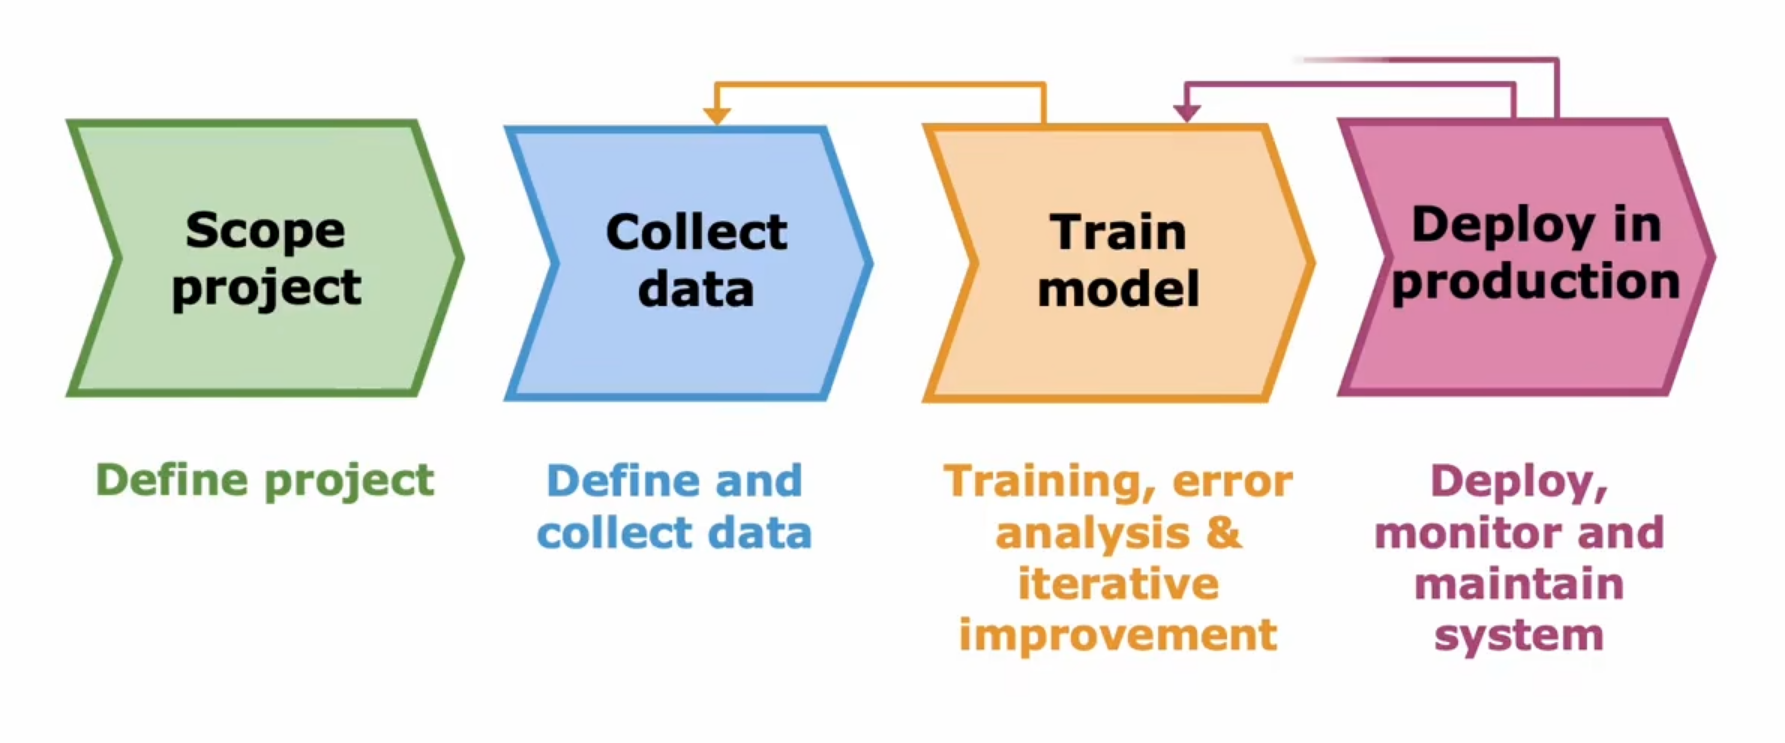 Scope
project
Collect
data
Train
model
Deploy in
production
Define project
Define and
collect data
Training, error
analysis &
iterative
improvement
Deploy,
monitor and
maintain
system